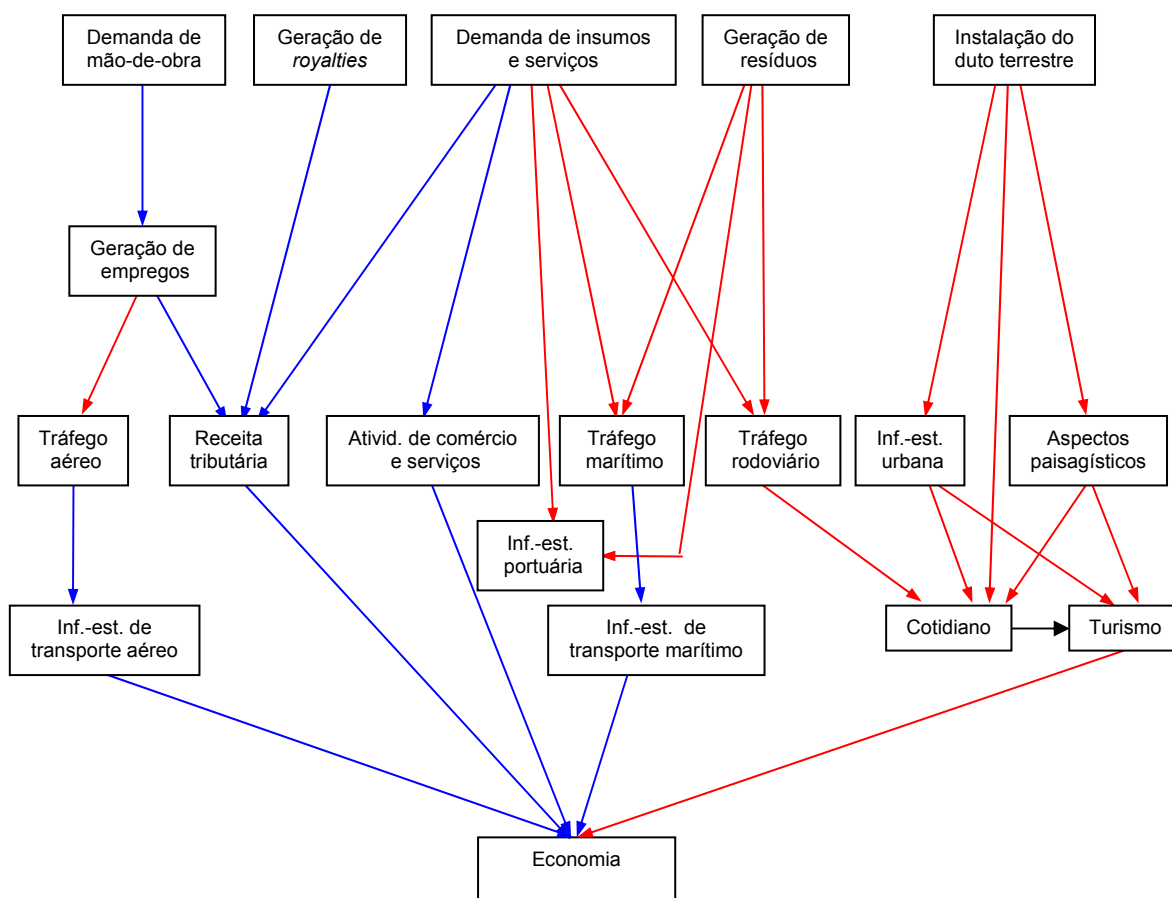 Demanda de
mão-de-obra
Geração de
royalties
Demanda de insumos
e serviços
Geração de
resíduos
Instalação do
duto terrestre
Geração de
empregos
Tráfego
aéreo
Receita
tributária
Ativid. de comércio
e serviços
Tráfego
marítimo
Tráfego
rodoviário
Inf.-est.
urbana
Aspectos
paisagísticos
Inf.-est.
portuária
Inf.-est. de
transporte aéreo
Inf.-est. de
transporte marítimo
Cotidiano
Turismo
Economia